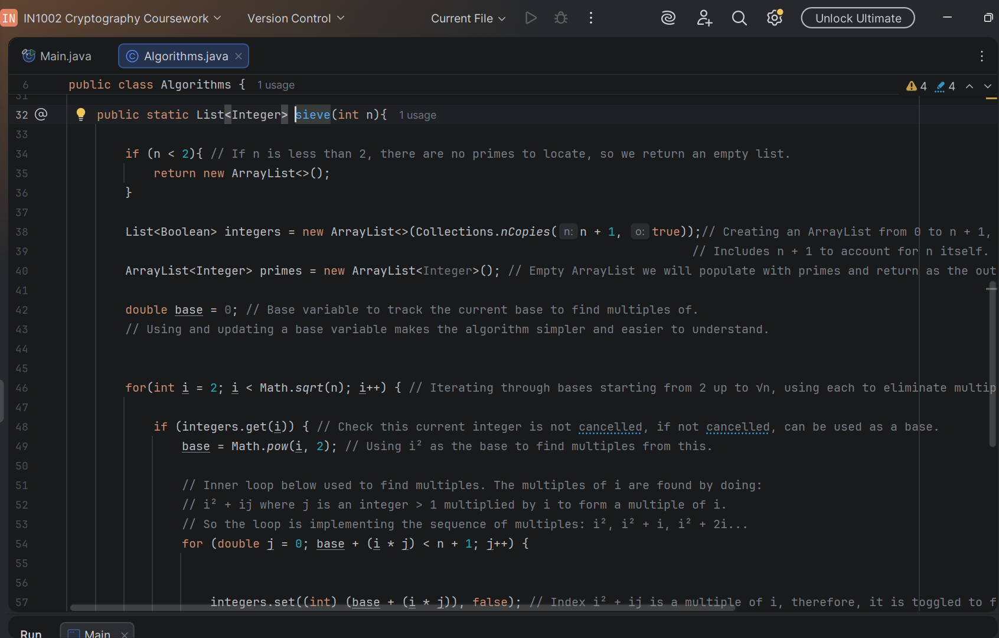 IN IN1002 Cryptography Coursework Version Control Current File Unlock Ultimate
Main.java Algorithms.java
6 public class Algorithms { 1 usage 4 4
31
32 public static List<Integer> sieve(int n){ 1 usage
33
34 if (n < 2){ // If n is less than 2, there are no primes to locate, so we return an empty list.
35 return new ArrayList<>();
36 }
37
38 List<Boolean> integers = new ArrayList<>(Collections.nCopies( n: n + 1, o: true));// Creating an ArrayList from 0 to n + 1,
39 // Includes n + 1 to account for n itself.
40 ArrayList<Integer> primes = new ArrayList<Integer>(); // Empty ArrayList we will populate with primes and return as the out
41
42 double base = 0; // Base variable to track the current base to find multiples of.
43 // Using and updating a base variable makes the algorithm simpler and easier to understand.
44
45
46 for(int i = 2; i < Math.sqrt(n); i++) { // Iterating through bases starting from 2 up to √n, using each to eliminate multip
47
48 if (integers.get(i)) { // Check this current integer is not cancelled, if not cancelled, can be used as a base.
49 base = Math.pow(i, 2); // Using i² as the base to find multiples from this.
50
51 // Inner loop below used to find multiples. The multiples of i are found by doing:
52 // i² + ij where j is an integer > 1 multiplied by i to form a multiple of i.
53 // So the loop is implementing the sequence of multiples: i², i² + i, i² + 2i...
54 for (double j = 0; base + (i * j) < n + 1; j++) {
55
56
57 integers.set((int) (base + (i * j)), false); // Index i² + ij is a multiple of i, therefore, it is toggled to f
Run Main